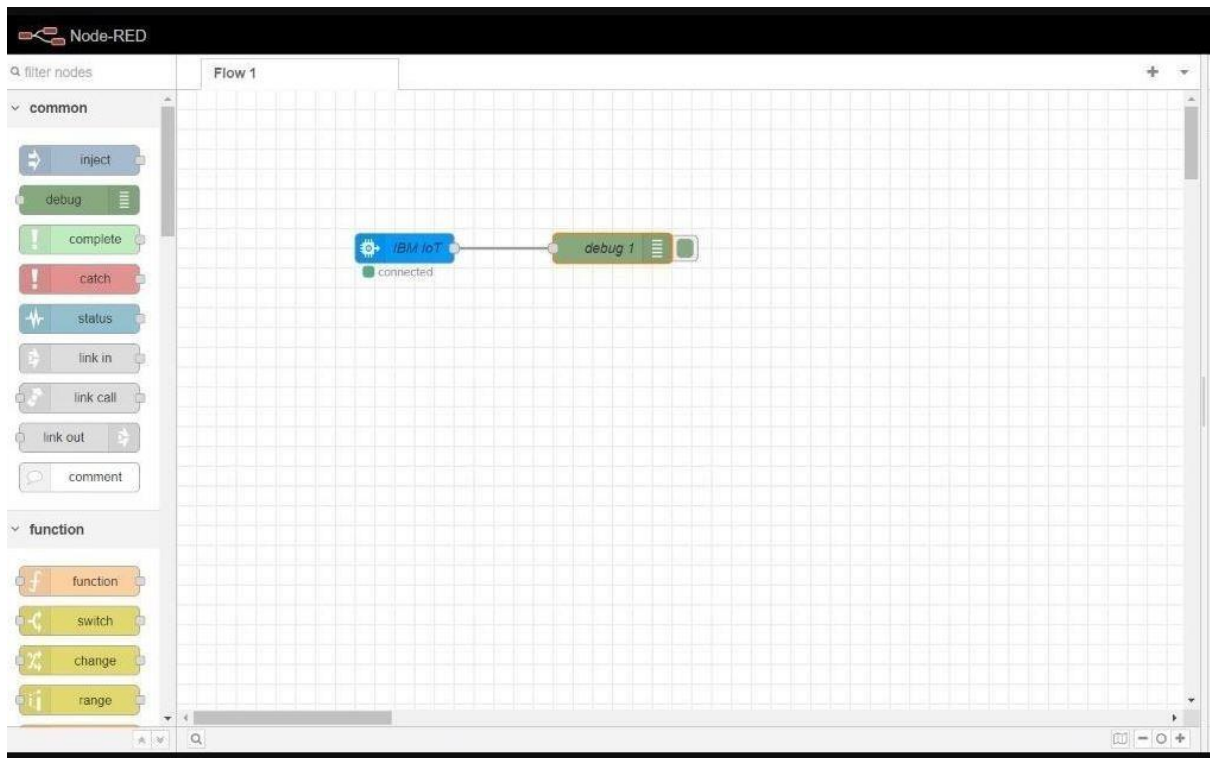 Node-RED
filter nodes
Flow 1
common
inject
debug
complete
catch
status
link in
link call
link out
comment
function
function
switch
change
range
IBM IoT
connected
debug 1